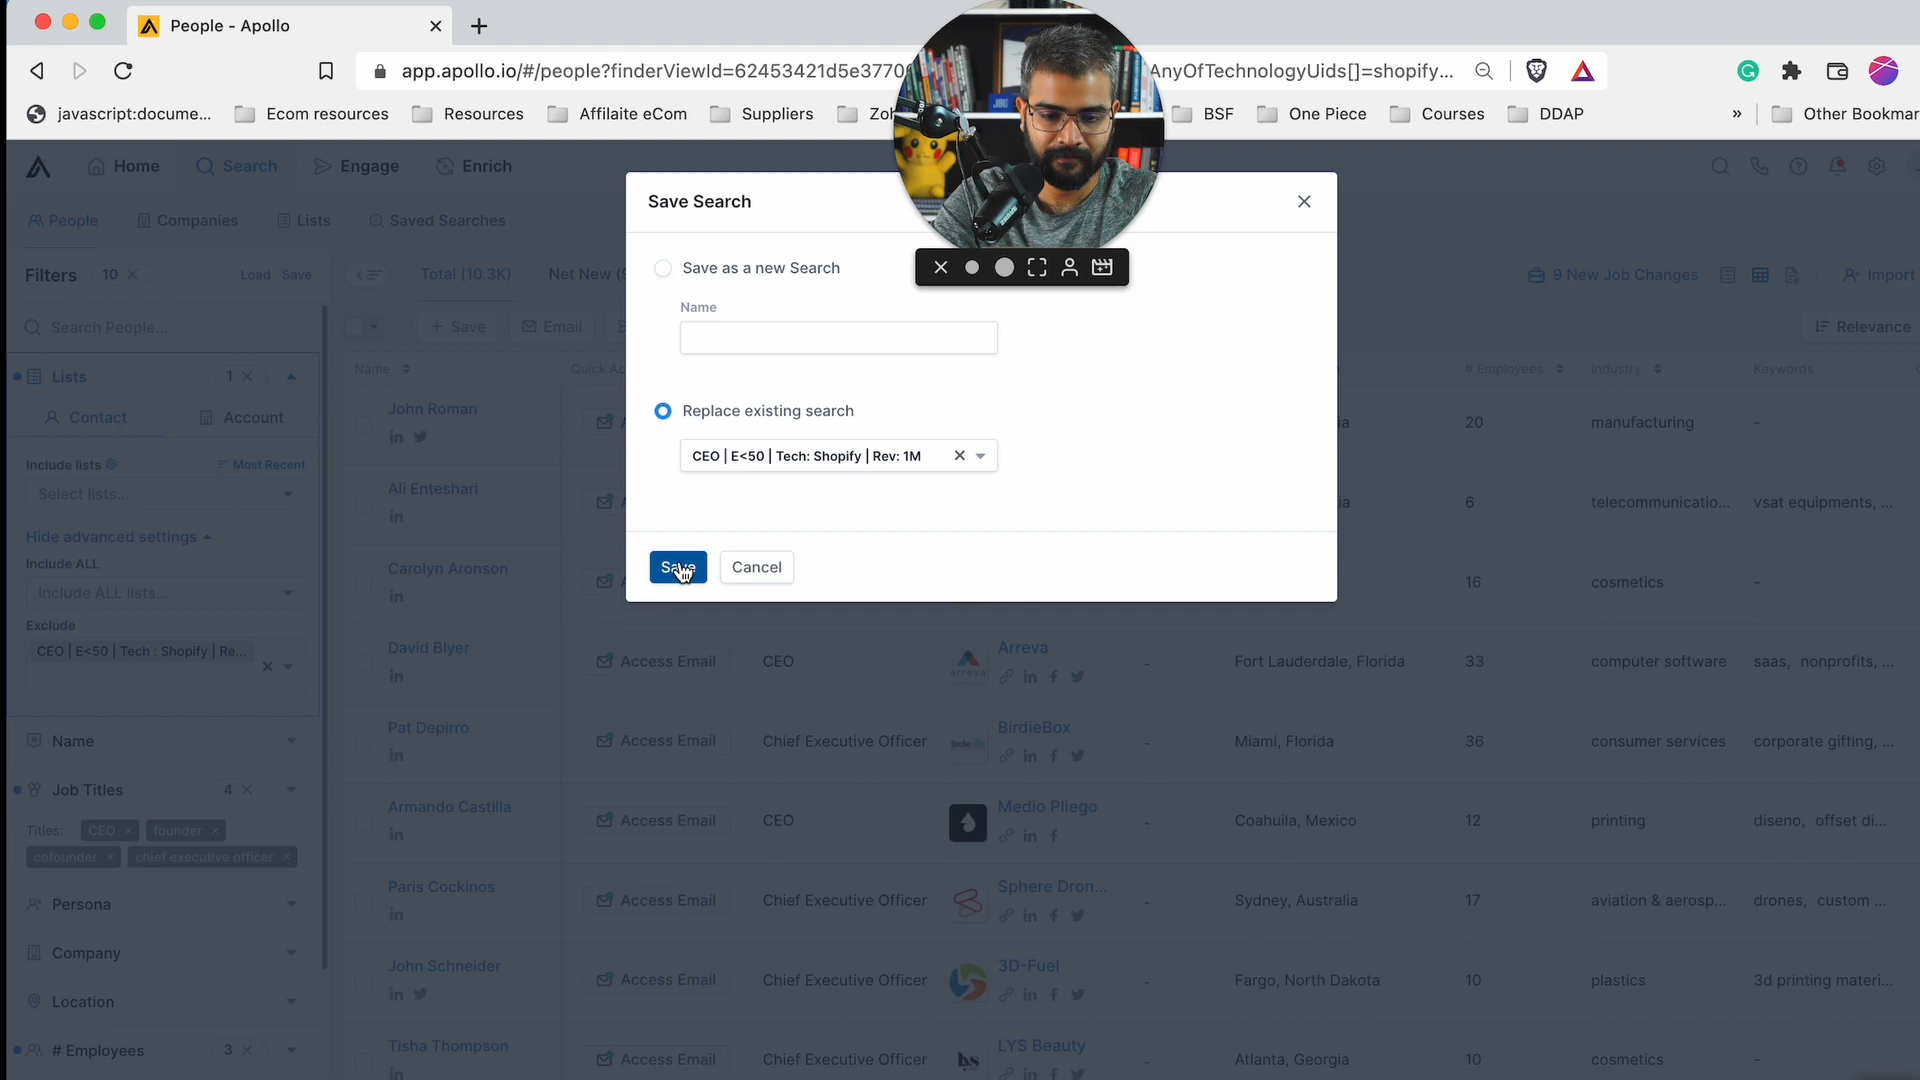 People - Apollo
app.apollo.io/#/people?finderViewId=62453421d5e3770
AnyOfTechnologyUids[]=shopify...
javascript:docume...
Ecom resources
Resources
Affilaite eCom
Suppliers
BSF
One Piece
Courses
DDAP
»
Other Bookmar
Home
Search
Engage
Enrich
People
Companies
Lists
Saved Searches
Filters
10
Load
Save
Total (10.3K)
Net New (9
9 New Job Changes
Import
Search People...
+ Save
Email
Relevance
Name
Quick Ac
# Employees
Industry
Keywords
Lists
1
Contact
Account
Include lists
Most Recent
Select lists...
Hide advanced settings
Include ALL
Include ALL lists...
Exclude
CEO | E<50 | Tech : Shopify | Re...
Name
Job Titles
4
Titles:
CEO
founder
cofounder
chief executive officer
Persona
Company
Location
# Employees
3
Save Search
Save as a new Search
Name
Replace existing search
CEO | E<50 | Tech: Shopify | Rev: 1M
Save
Cancel
John Roman
20
manufacturing
-
Ali Enteshari
6
telecommunicatio...
vsat equipments, ...
Carolyn Aronson
16
cosmetics
-
David Blyer
Access Email
CEO
Arreva
-
Fort Lauderdale, Florida
33
computer software
saas, nonprofits, ...
Pat Depirro
Access Email
Chief Executive Officer
BirdieBox
-
Miami, Florida
36
consumer services
corporate gifting, ...
Armando Castilla
Access Email
CEO
Medio Pliego
-
Coahuila, Mexico
12
printing
diseno, offset di...
Paris Cockinos
Access Email
Chief Executive Officer
Sphere Dron...
-
Sydney, Australia
17
aviation & aerosp...
drones, custom ...
John Schneider
Access Email
Chief Executive Officer
3D-Fuel
-
Fargo, North Dakota
10
plastics
3d printing materi...
Tisha Thompson
Access Email
Chief Executive Officer
LYS Beauty
-
Atlanta, Georgia
10
cosmetics
-